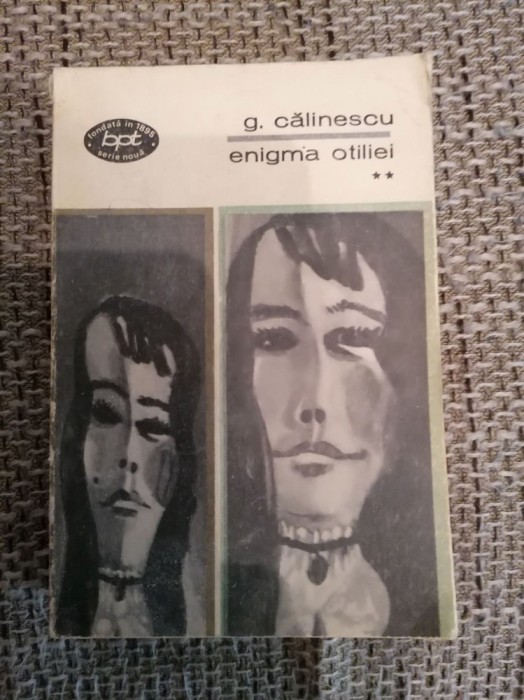 fondată în 1895
bpt
serie nouă
g. călinescu
enigma otiliei
**